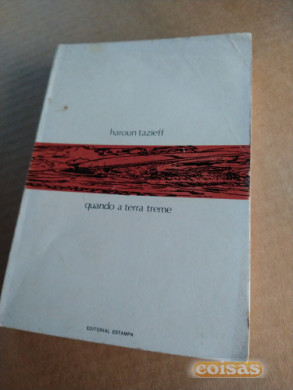 haroun tazieff
quando a terra treme
EDITORIAL ESTAMPA
coisas